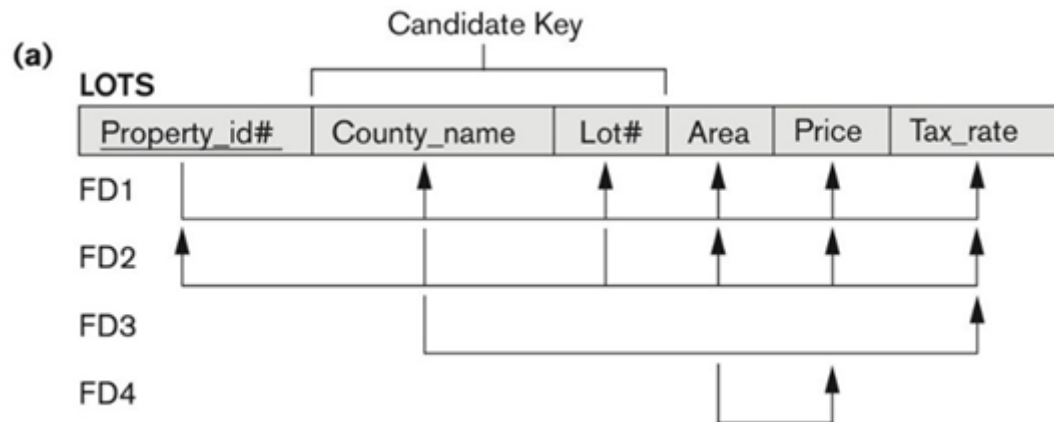 Candidate Key
(a)
LOTS
Property_id# County_name Lot# Area Price Tax_rate
FD1
FD2
FD3
FD4